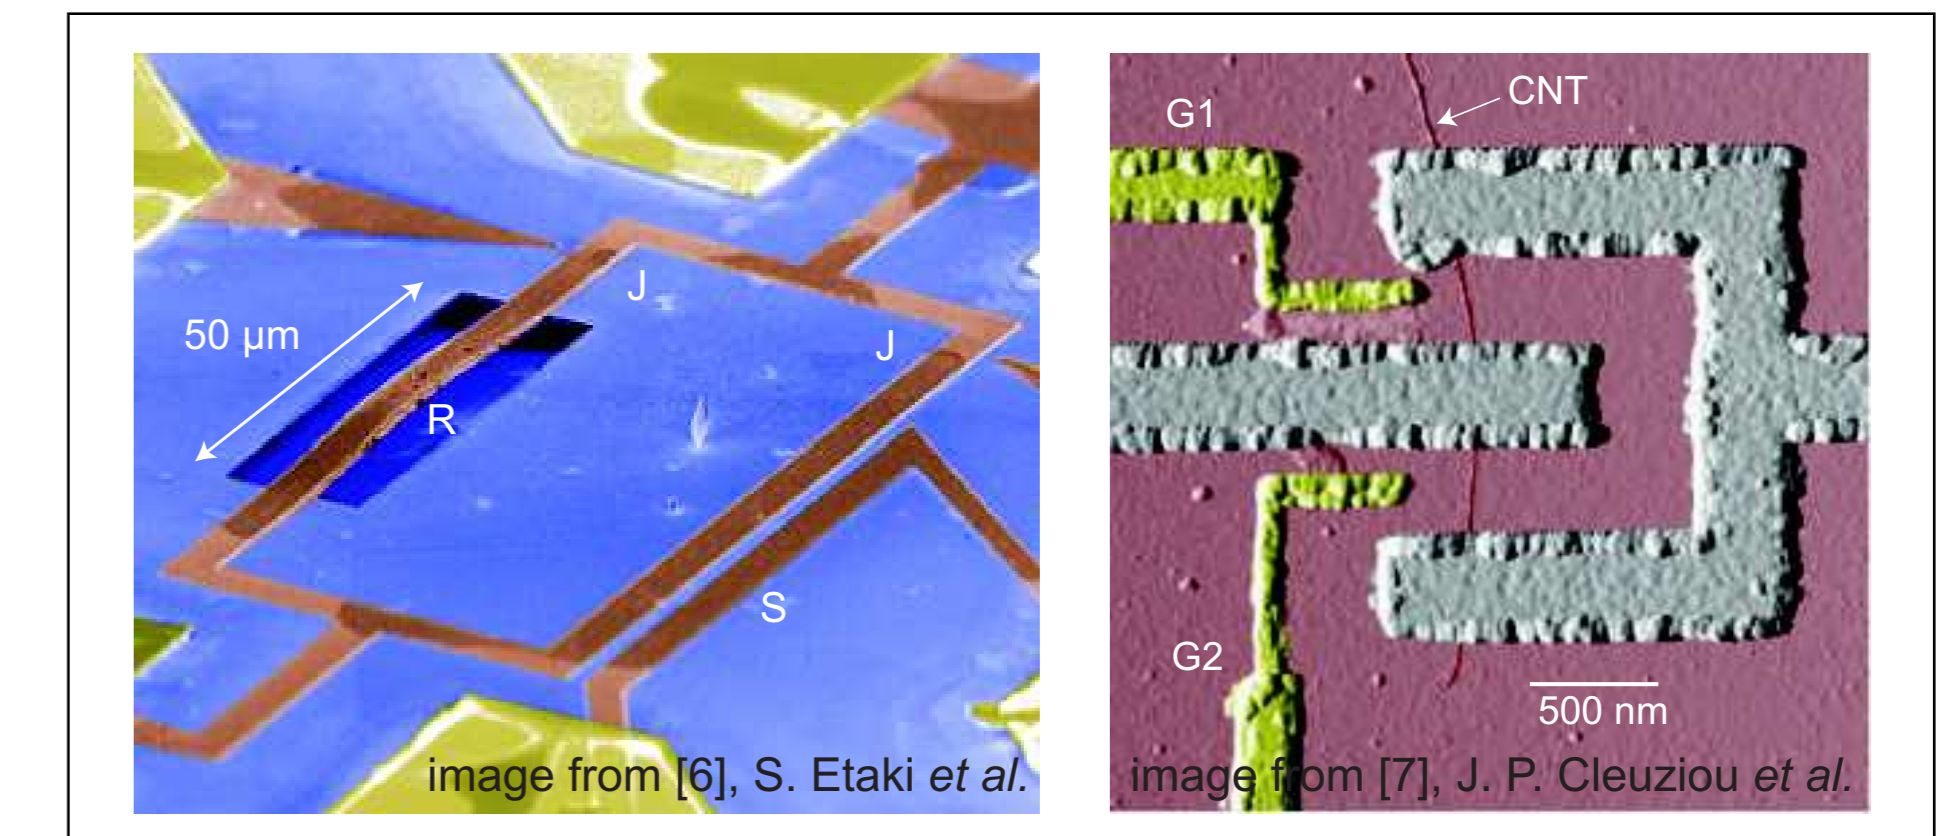 50 µm
J
J
R
S
image from [6], S. Etaki et al.
G1
CNT
G2
500 nm
image from [7], J. P. Cleuziou et al.